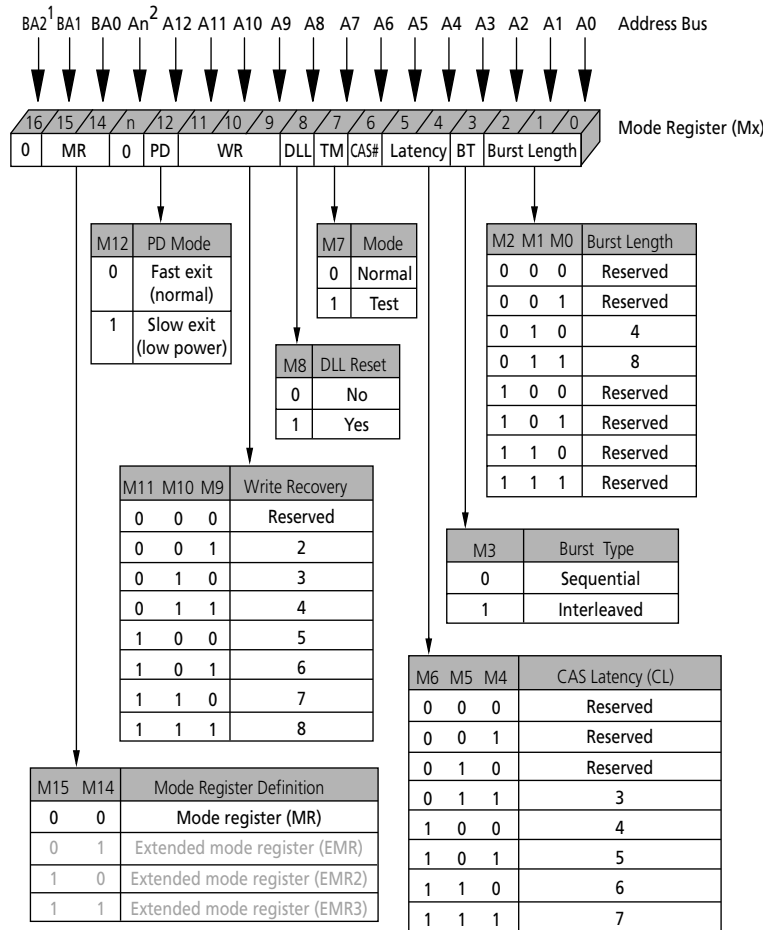 BA2¹ BA1 BA0 An² A12 A11 A10 A9 A8 A7 A6 A5 A4 A3 A2 A1 A0 Address Bus
16 15 14 n 12 11 10 9 8 7 6 5 4 3 2 1 0
Mode Register (Mx)
0 MR 0 PD WR DLL TM CAS# Latency BT Burst Length
M12 PD Mode
0 Fast exit
(normal)
1 Slow exit
(low power)
M7 Mode
0 Normal
1 Test
M2 M1 M0 Burst Length
0 0 0 Reserved
0 0 1 Reserved
0 1 0 4
0 1 1 8
1 0 0 Reserved
1 0 1 Reserved
1 1 0 Reserved
1 1 1 Reserved
M8 DLL Reset
0 No
1 Yes
M11 M10 M9 Write Recovery
0 0 0 Reserved
0 0 1 2
0 1 0 3
0 1 1 4
1 0 0 5
1 0 1 6
1 1 0 7
1 1 1 8
M3 Burst Type
0 Sequential
1 Interleaved
M6 M5 M4 CAS Latency (CL)
0 0 0 Reserved
0 0 1 Reserved
0 1 0 Reserved
0 1 1 3
1 0 0 4
1 0 1 5
1 1 0 6
1 1 1 7
M15 M14 Mode Register Definition
0 0 Mode register (MR)
0 1 Extended mode register (EMR)
1 0 Extended mode register (EMR2)
1 1 Extended mode register (EMR3)